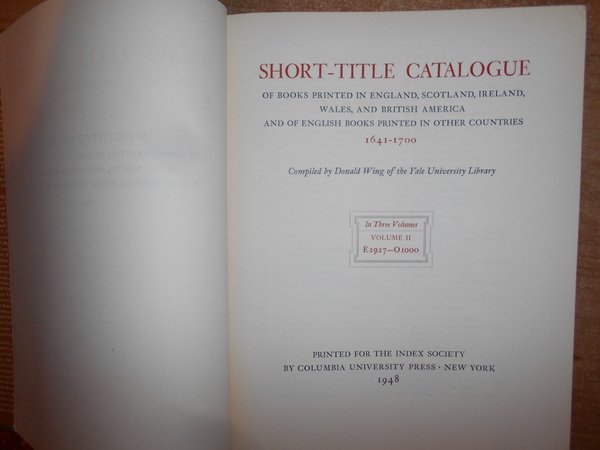 SHORT-TITLE CATALOGUE
OF BOOKS PRINTED IN ENGLAND, SCOTLAND, IRELAND,
WALES, AND BRITISH AMERICA
AND OF ENGLISH BOOKS PRINTED IN OTHER COUNTRIES
1641-1700
Compiled by Donald Wing of the Yale University Library
In Three Volumes
VOLUME II
E2927—O1000
PRINTED FOR THE INDEX SOCIETY
BY COLUMBIA UNIVERSITY PRESS · NEW YORK
1948